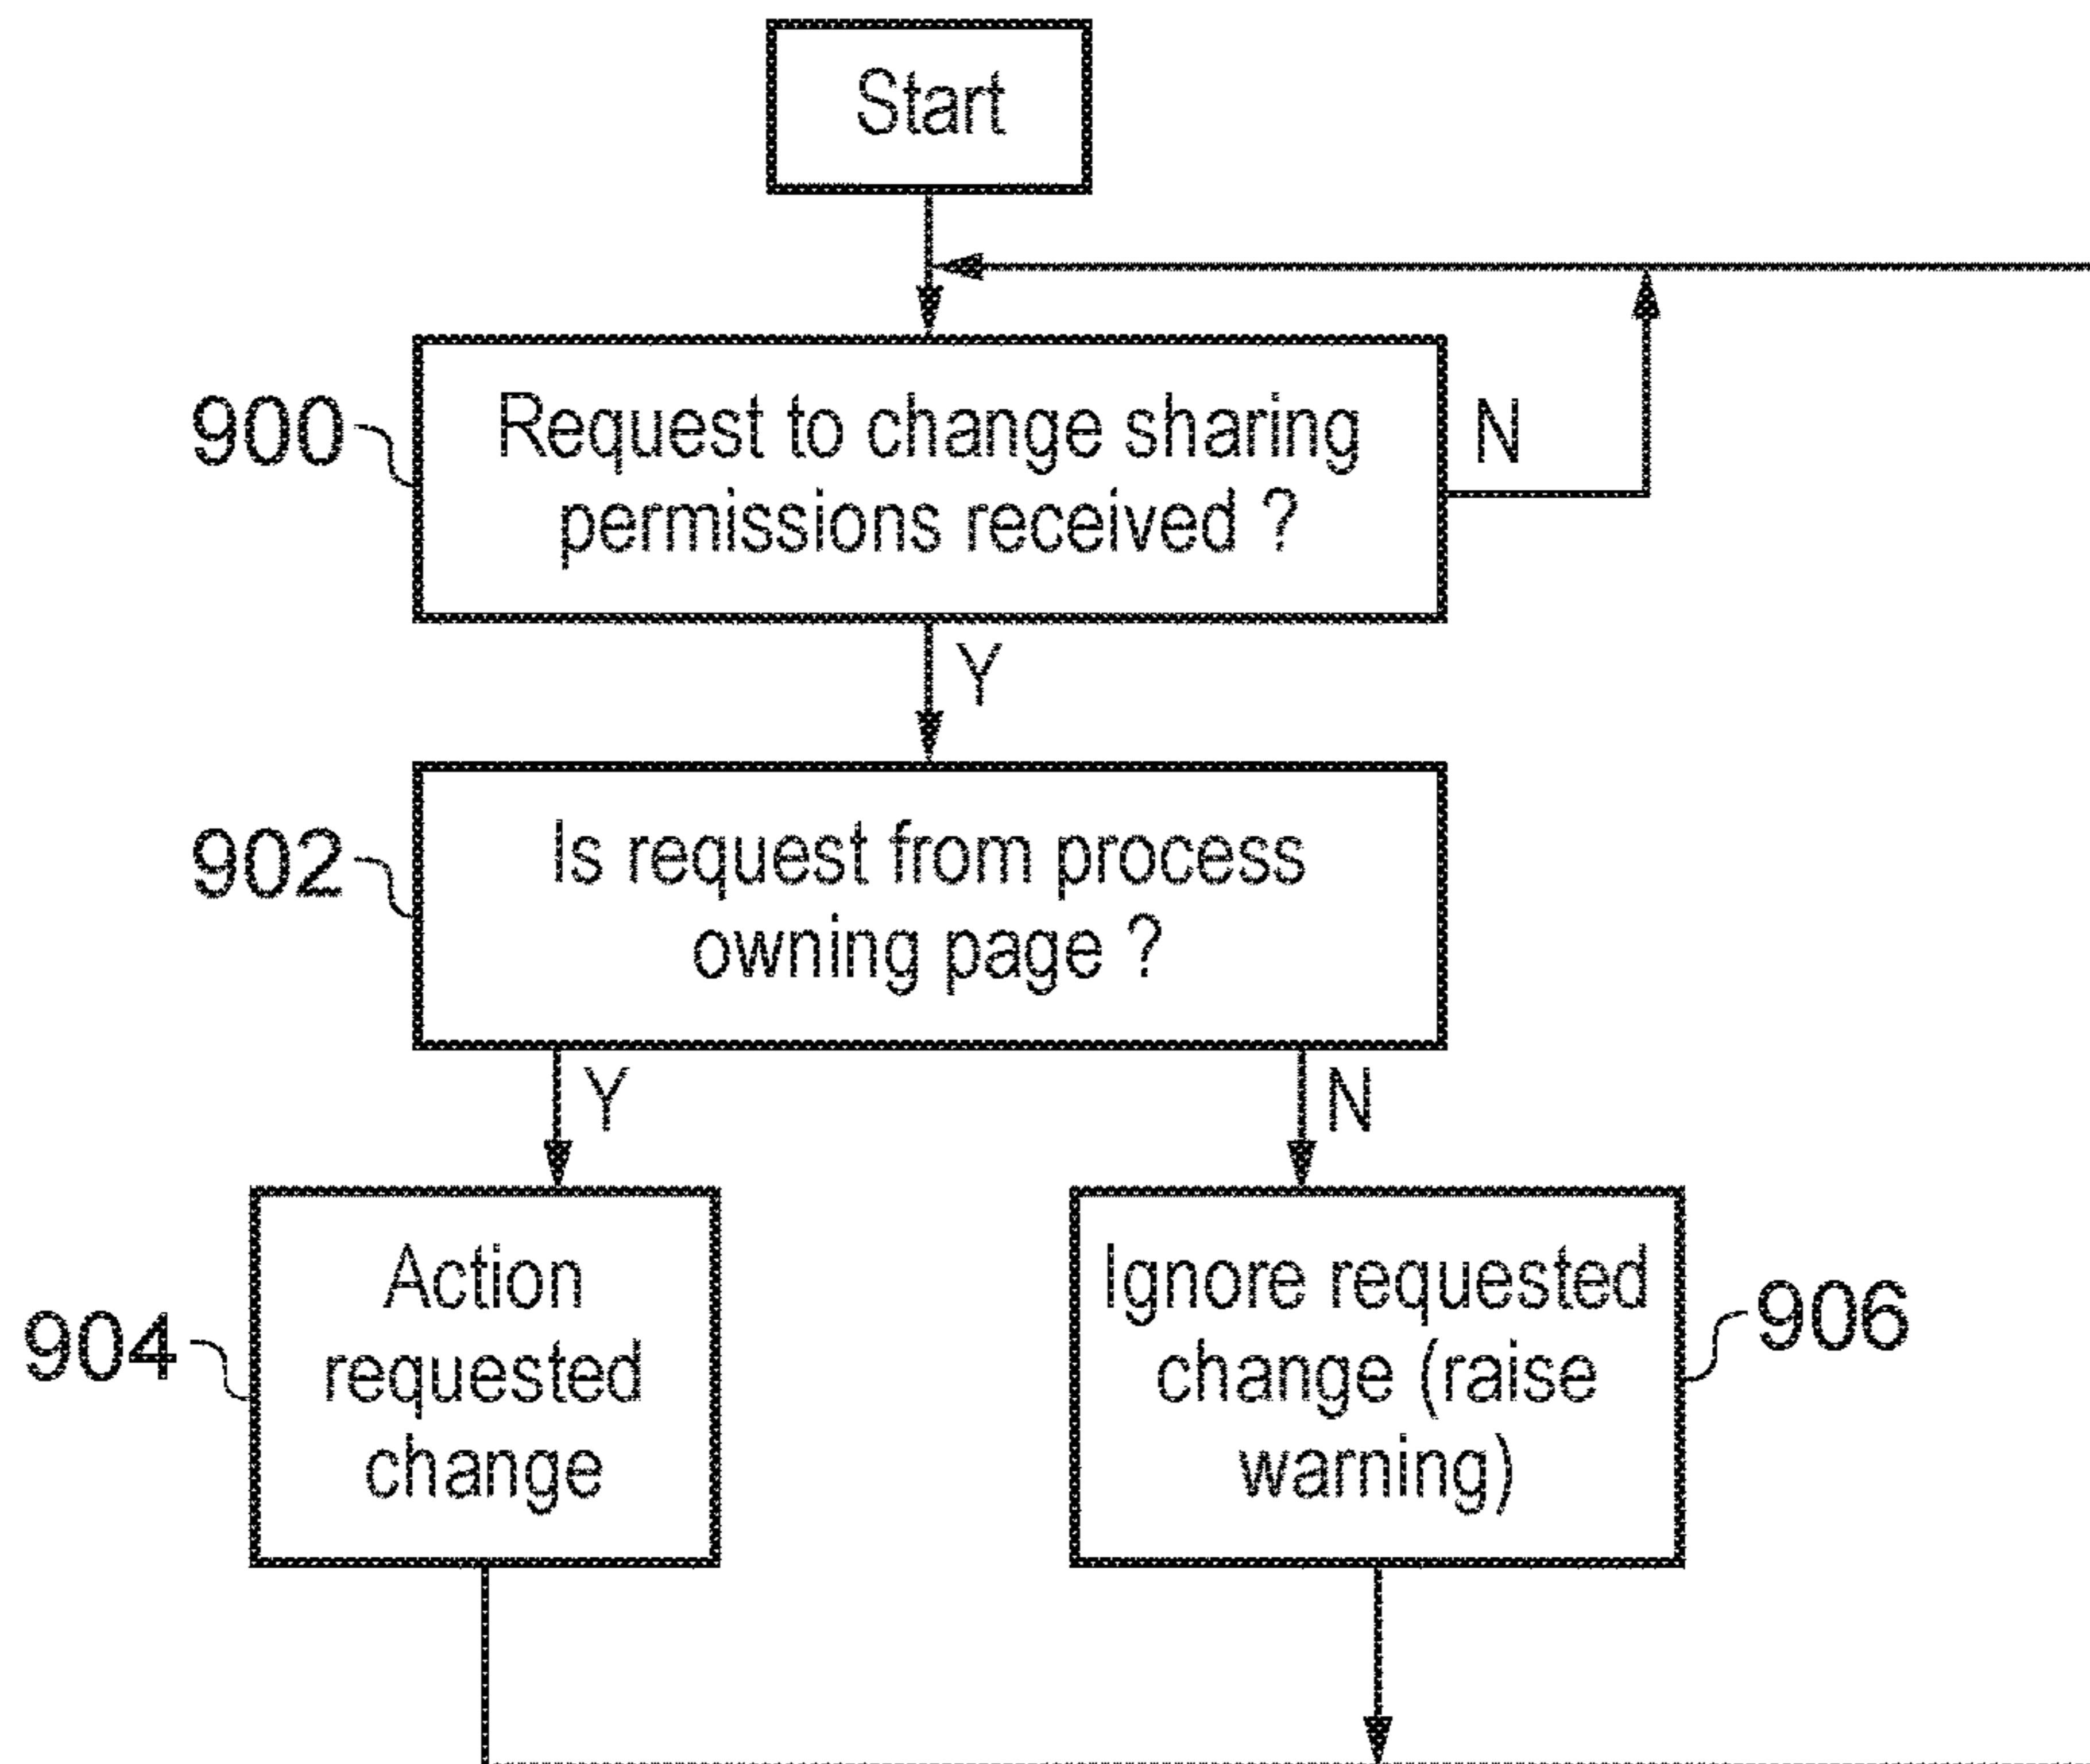 Start
900
Request to change sharing
permissions received ?
N
Y
902
Is request from process
owning page ?
Y
N
904
Action
requested
change
Ignore requested
change (raise
warning)
906